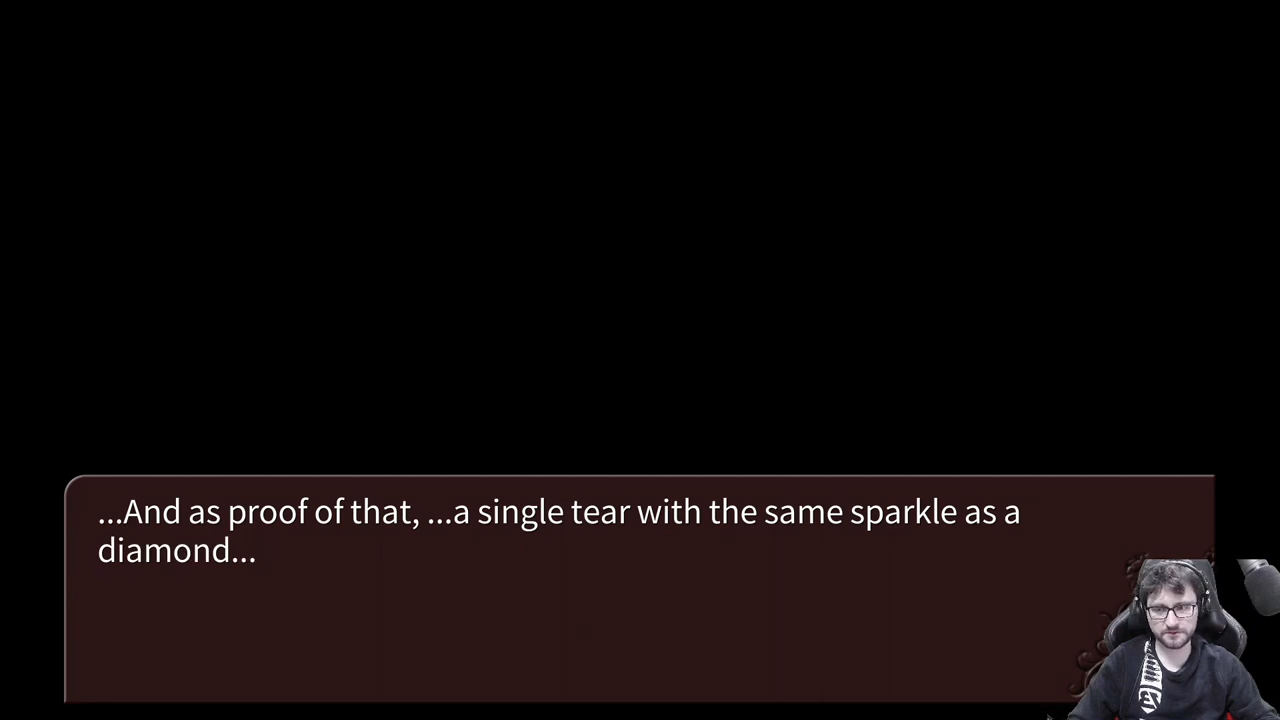 ...And as proof of that, ...a single tear with the same sparkle as a
diamond...